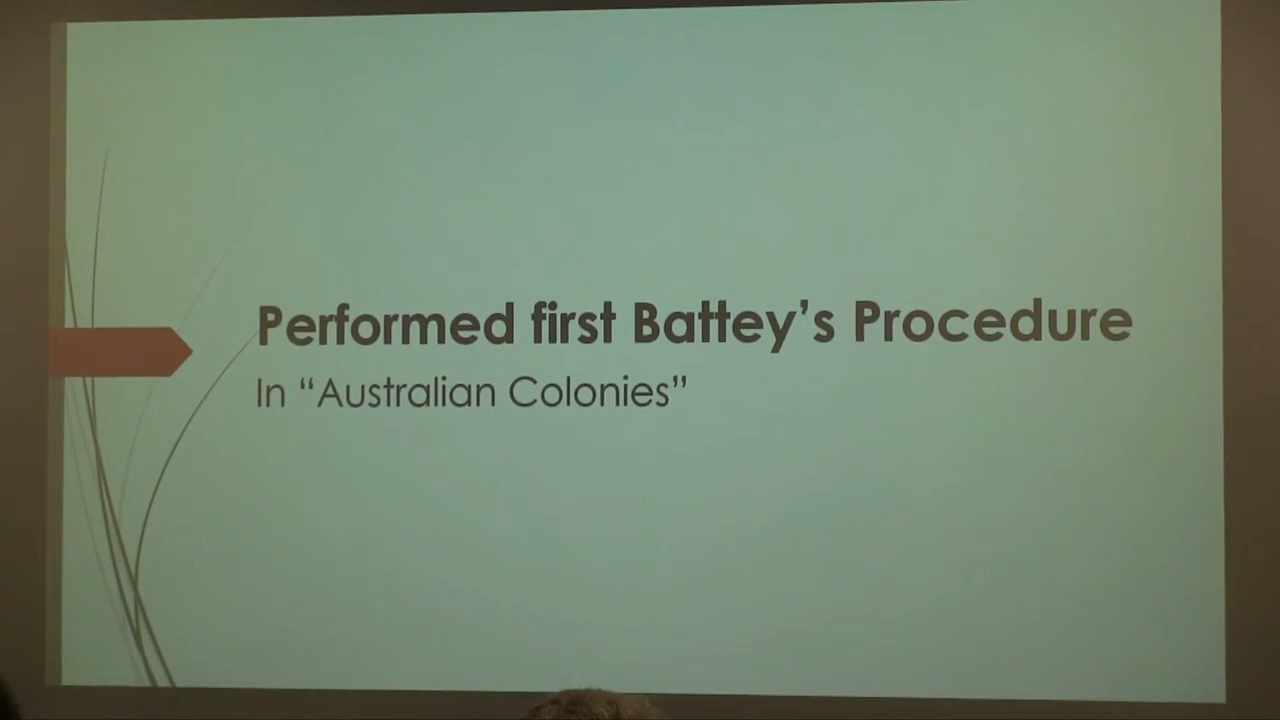 Performed first Battey’s Procedure
In “Australian Colonies”